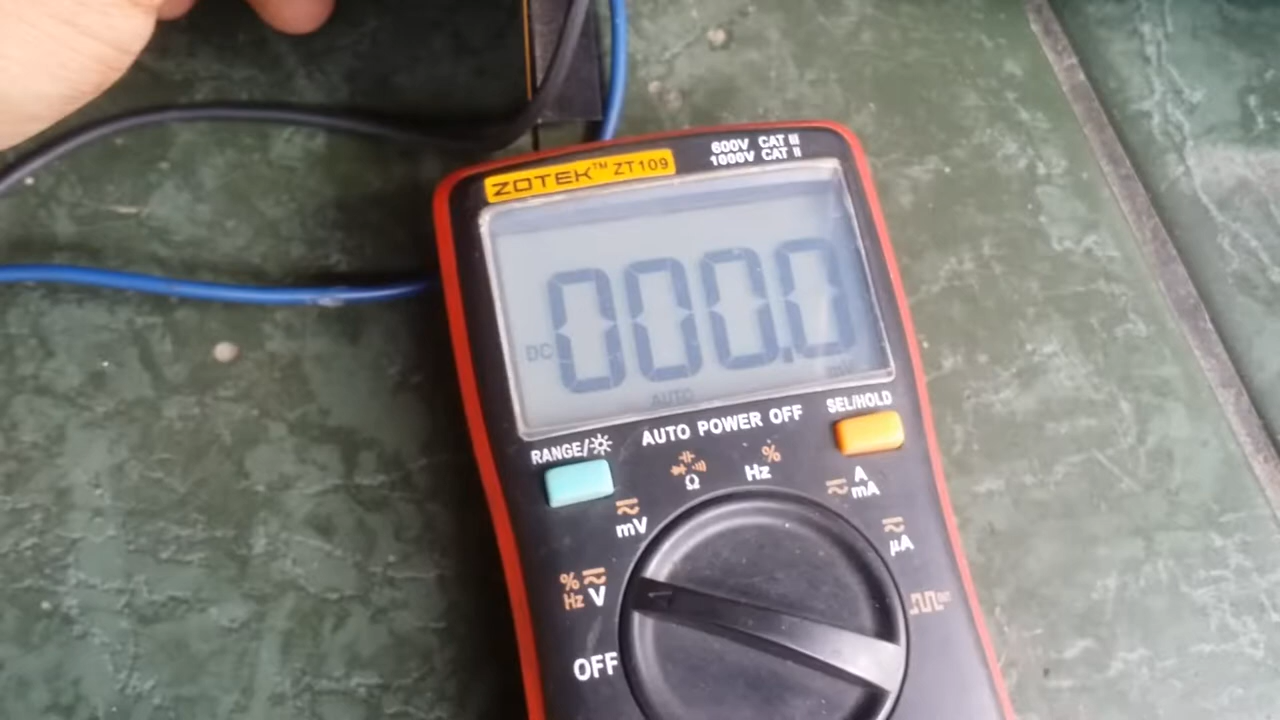 600V CAT III
1000V CAT II
ZOTEK™ ZT109
DC 000.0 mV
AUTO
SEL/HOLD
AUTO POWER OFF
RANGE/
Ω
% Hz
A
mA
mV
µA
% Hz V
OUT
OFF